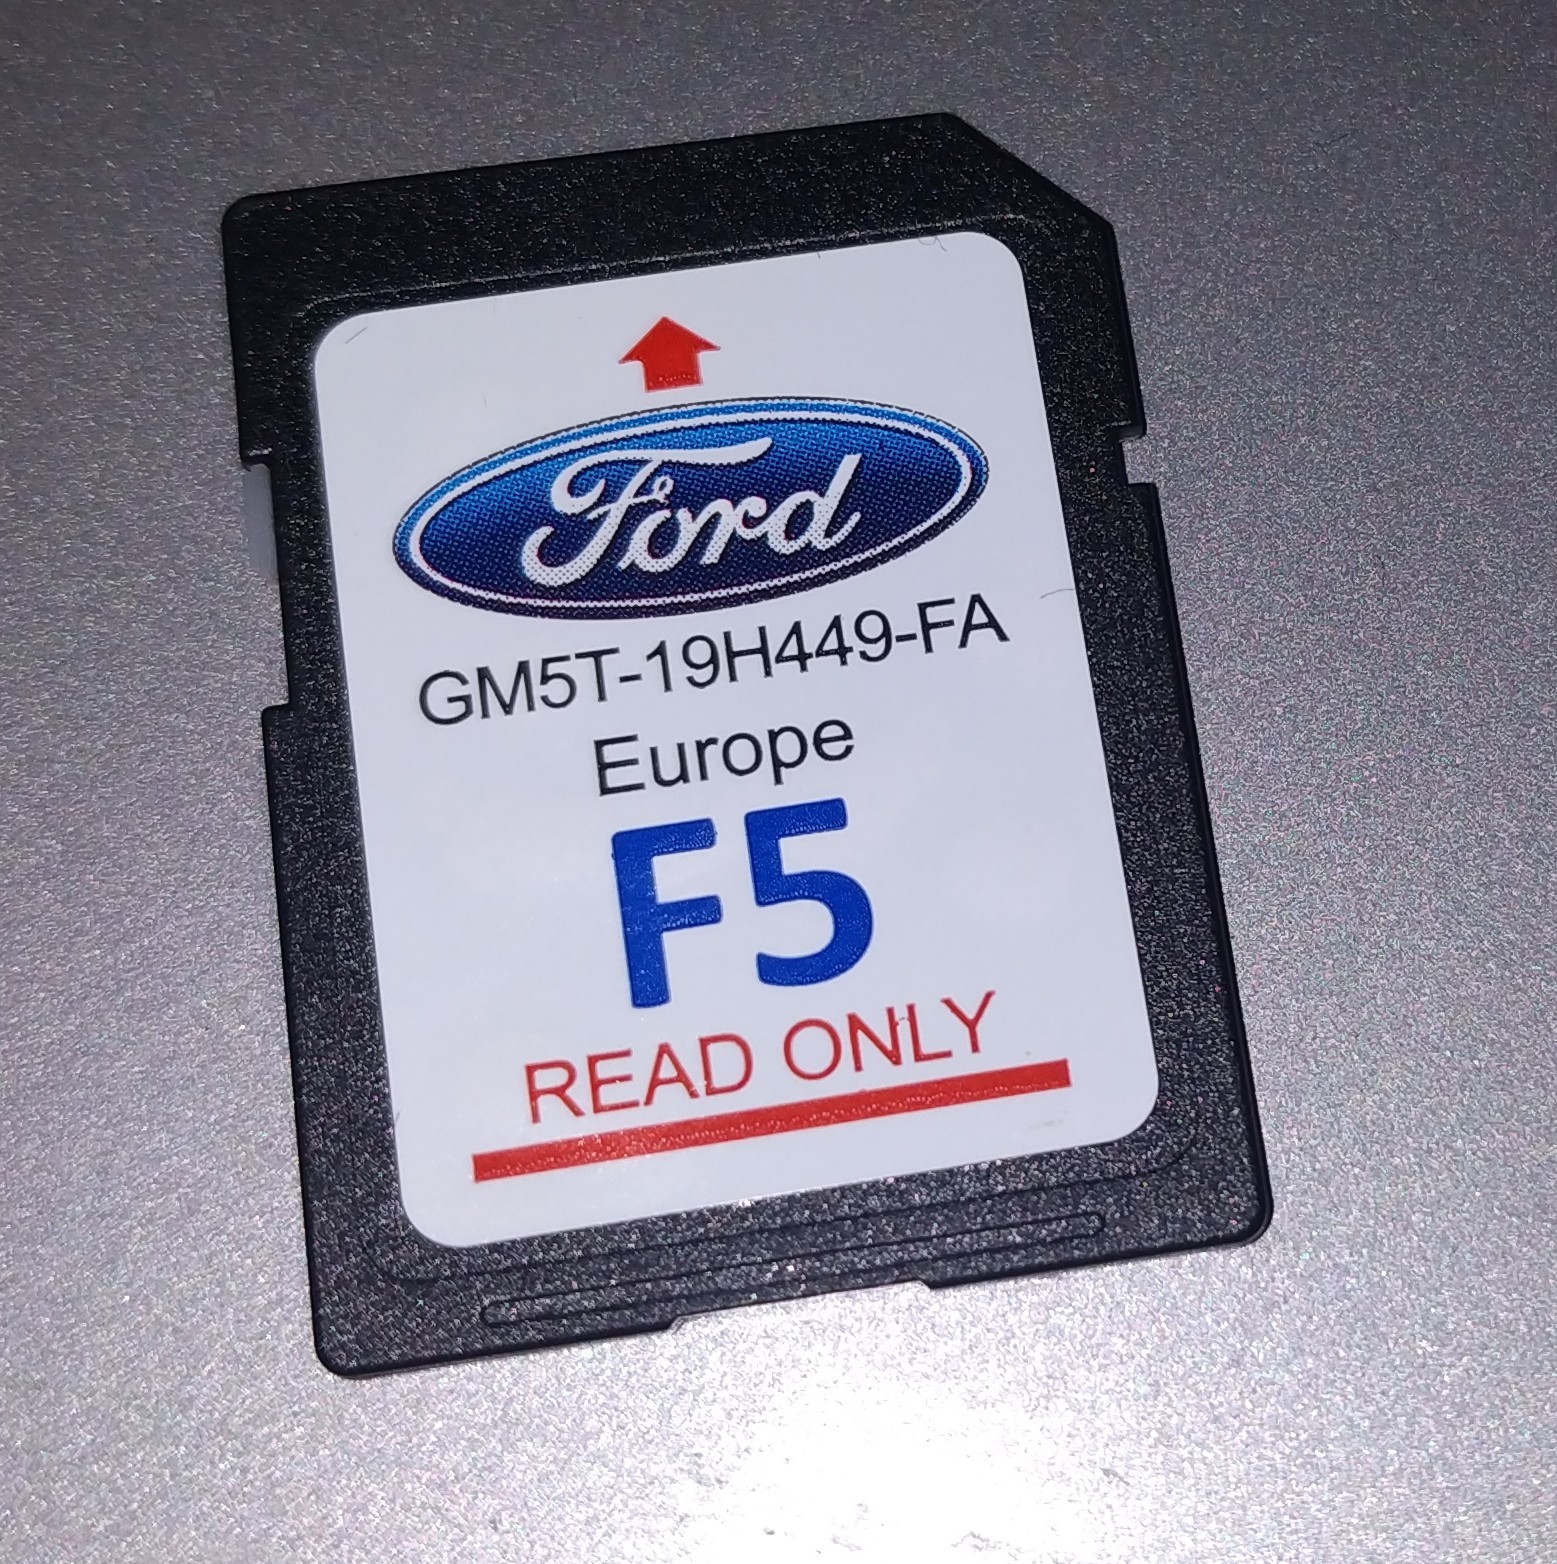 Ford
GM5T-19H449-FA
Europe
F5
READ ONLY